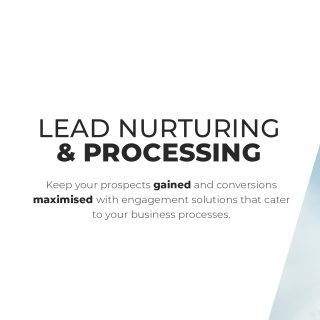 LEAD NURTURING
& PROCESSING
Keep your prospects gained and conversions
maximised with engagement solutions that cater
to your business processes.